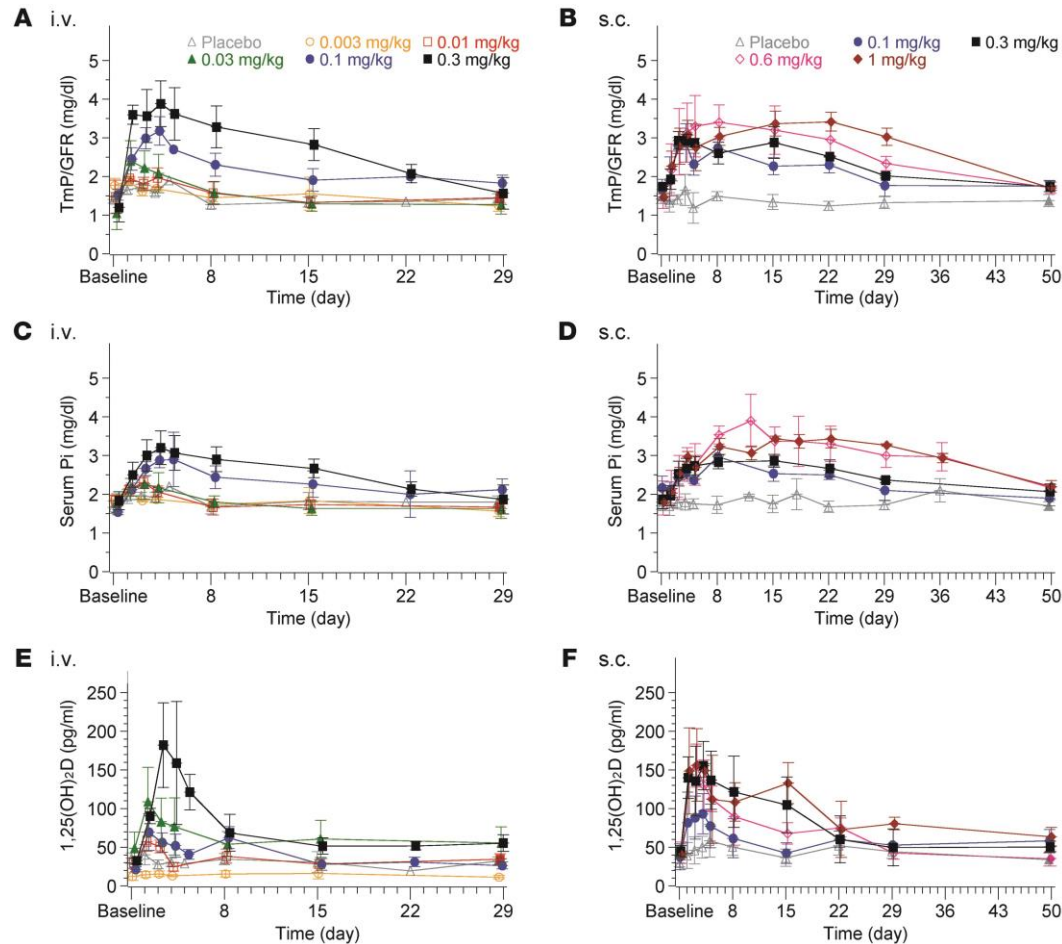 A i.v.
Placebo 0.003 mg/kg 0.01 mg/kg
0.03 mg/kg 0.1 mg/kg 0.3 mg/kg
TmP/GFR (mg/dl)
5
4
3
2
1
0
Baseline 8 15 22 29
Time (day)
B s.c.
Placebo 0.1 mg/kg 0.3 mg/kg
0.6 mg/kg 1 mg/kg
TmP/GFR (mg/dl)
5
4
3
2
1
0
Baseline 8 15 22 29 36 43 50
Time (day)
C i.v.
Serum Pi (mg/dl)
5
4
3
2
1
0
Baseline 8 15 22 29
Time (day)
D s.c.
Serum Pi (mg/dl)
5
4
3
2
1
0
Baseline 8 15 22 29 36 43 50
Time (day)
E i.v.
1,25(OH)₂D (pg/ml)
250
200
150
100
50
0
Baseline 8 15 22 29
Time (day)
F s.c.
1,25(OH)₂D (pg/ml)
250
200
150
100
50
0
Baseline 8 15 22 29 36 43 50
Time (day)